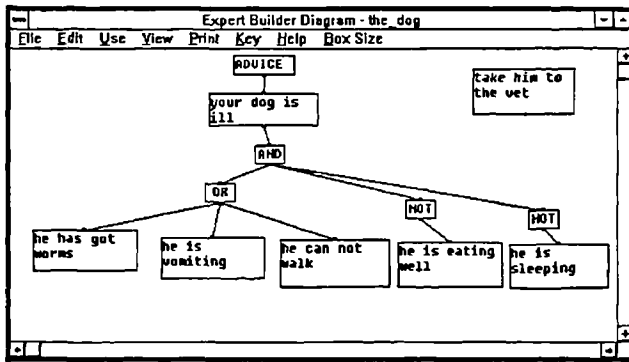 Expert Builder Diagram - the_dog
File Edit Use View Print Key Help Box Size
ADVICE
take him to
the vet
your dog is
ill
AND
OR
NOT
NOT
he has got
worms
he is
vomiting
he can not
walk
he is eating
well
he is
sleeping